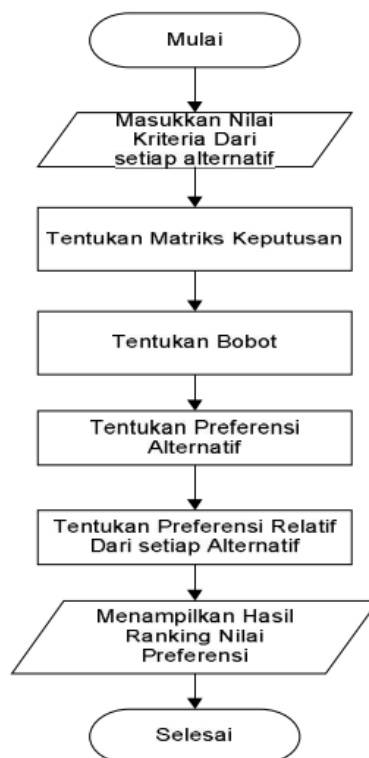 Mulai
Masukkan Nilai
Kriteria Dari
setiap alternatif
Tentukan Matriks Keputusan
Tentukan Bobot
Tentukan Preferensi
Alternatif
Tentukan Preferensi Relatif
Dari setiap Alternatif
Menampilkan Hasil
Ranking Nilai
Preferensi
Selesai